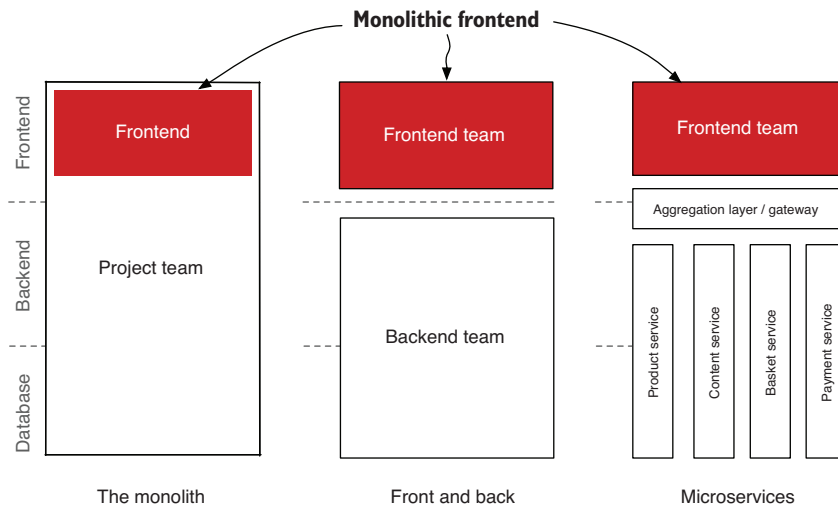 Monolithic frontend
Frontend
Backend
Database
Frontend
Project team
The monolith
Frontend team
Backend team
Front and back
Frontend team
Aggregation layer / gateway
Product service
Content service
Basket service
Payment service
Microservices